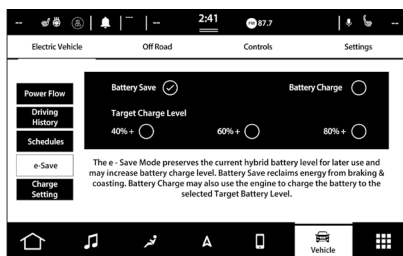 -- -- -- 2:41 FM 87.7 --
Electric Vehicle Off Road Controls Settings
Power Flow
Driving
History
Schedules
e-Save
Charge
Setting
Battery Save Battery Charge
Target Charge Level
40% + 60% + 80% +
The e - Save Mode preserves the current hybrid battery level for later use and
may increase battery charge level. Battery Save reclaims energy from braking &
coasting. Battery Charge may also use the engine to charge the battery to the
selected Target Battery Level.
A
Vehicle